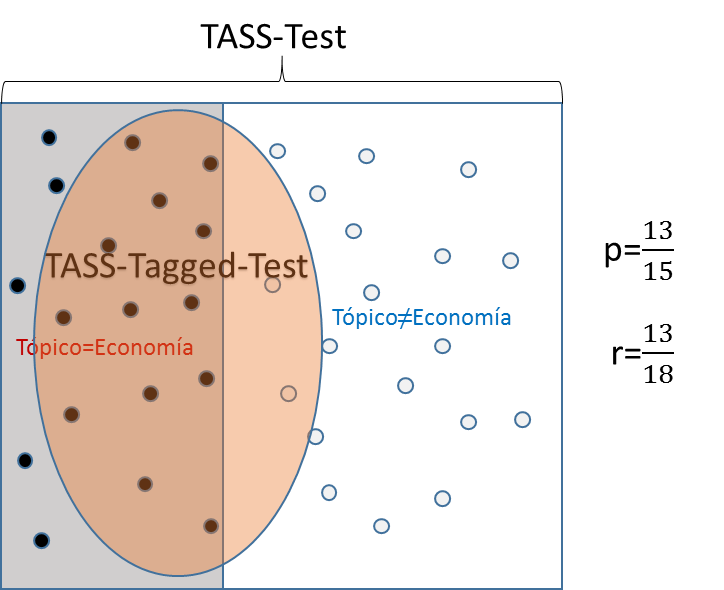 TASS-Test
TASS-Tagged-Test
Tópico=Economía
Tópico≠Economía
p=13/15
r=13/18